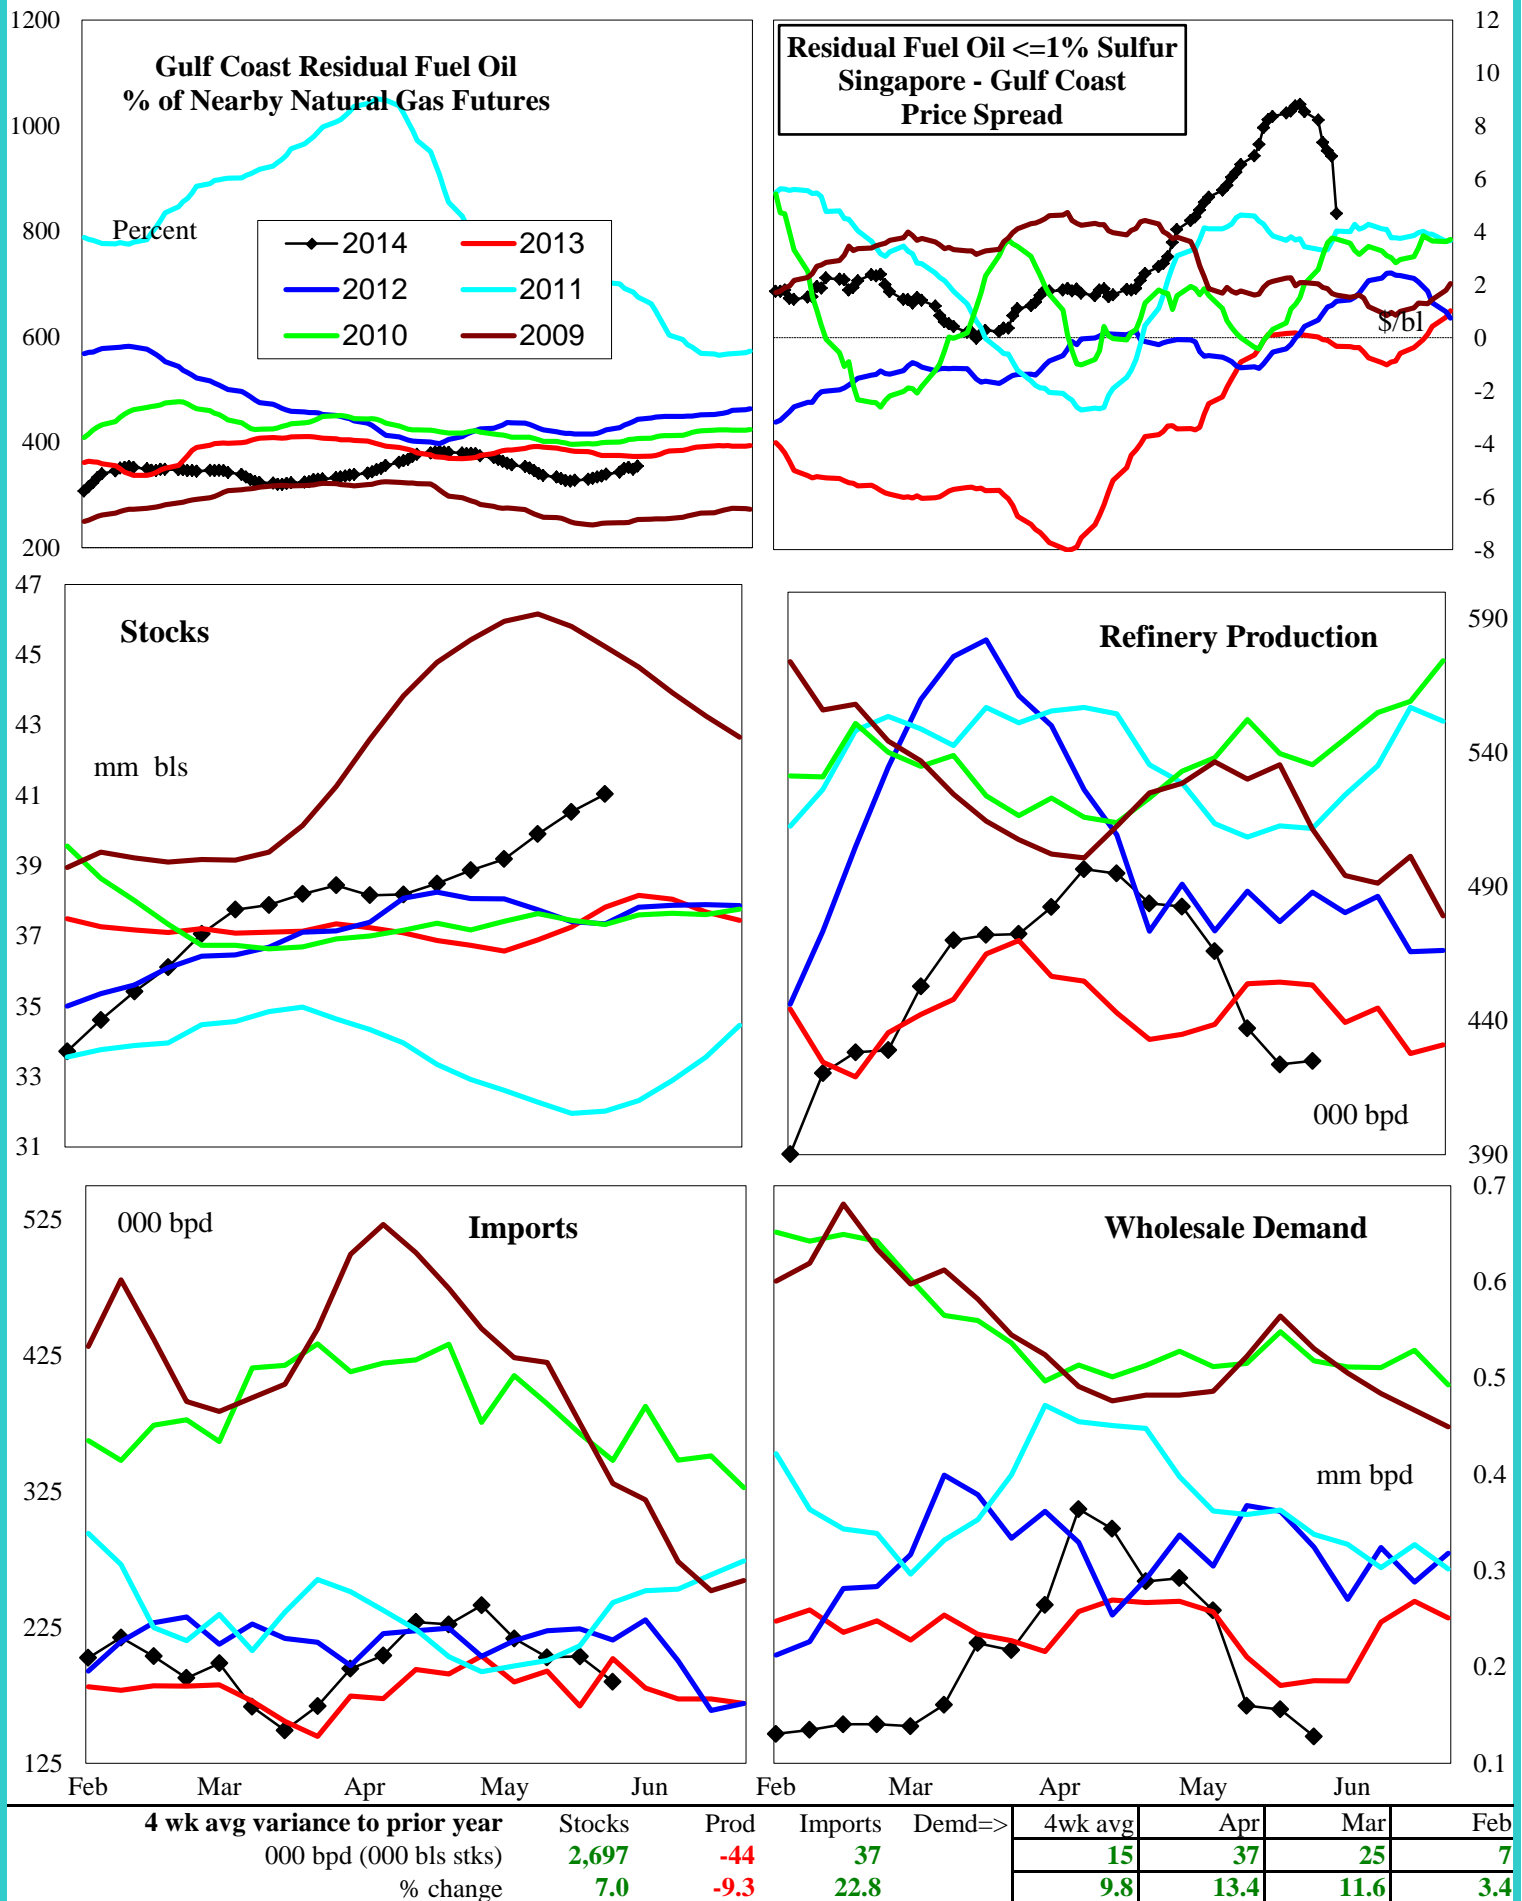 1200
1000
800
600
400
200
Gulf Coast Residual Fuel Oil
% of Nearby Natural Gas Futures
Percent
2014
2013
2012
2011
2010
2009
Residual Fuel Oil <=1% Sulfur
Singapore - Gulf Coast
Price Spread
$/bl
12
10
8
6
4
2
0
-2
-4
-6
-8
47
45
43
41
39
37
35
33
31
Stocks
mm bls
Refinery Production
000 bpd
590
540
490
440
390
525
425
325
225
125
000 bpd
Imports
Feb Mar Apr May Jun
Wholesale Demand
mm bpd
0.7
0.6
0.5
0.4
0.3
0.2
0.1
Feb Mar Apr May Jun
4 wk avg variance to prior year Stocks Prod Imports Demd=> 4wk avg Apr Mar Feb
000 bpd (000 bls stks) 2,697 -44 37 15 37 25 7
% change 7.0 -9.3 22.8 9.8 13.4 11.6 3.4